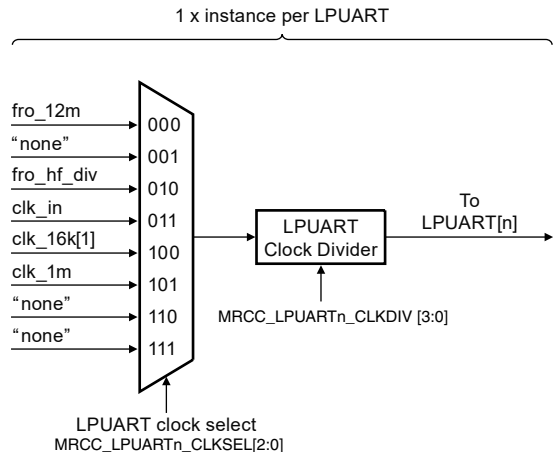 1 x instance per LPUART
fro_12m
000
“none”
001
fro_hf_div
010
clk_in
011
clk_16k[1]
100
clk_1m
101
“none”
110
“none”
111
LPUART
Clock Divider
To
LPUART[n]
MRCC_LPUARTn_CLKDIV [3:0]
LPUART clock select
MRCC_LPUARTn_CLKSEL[2:0]